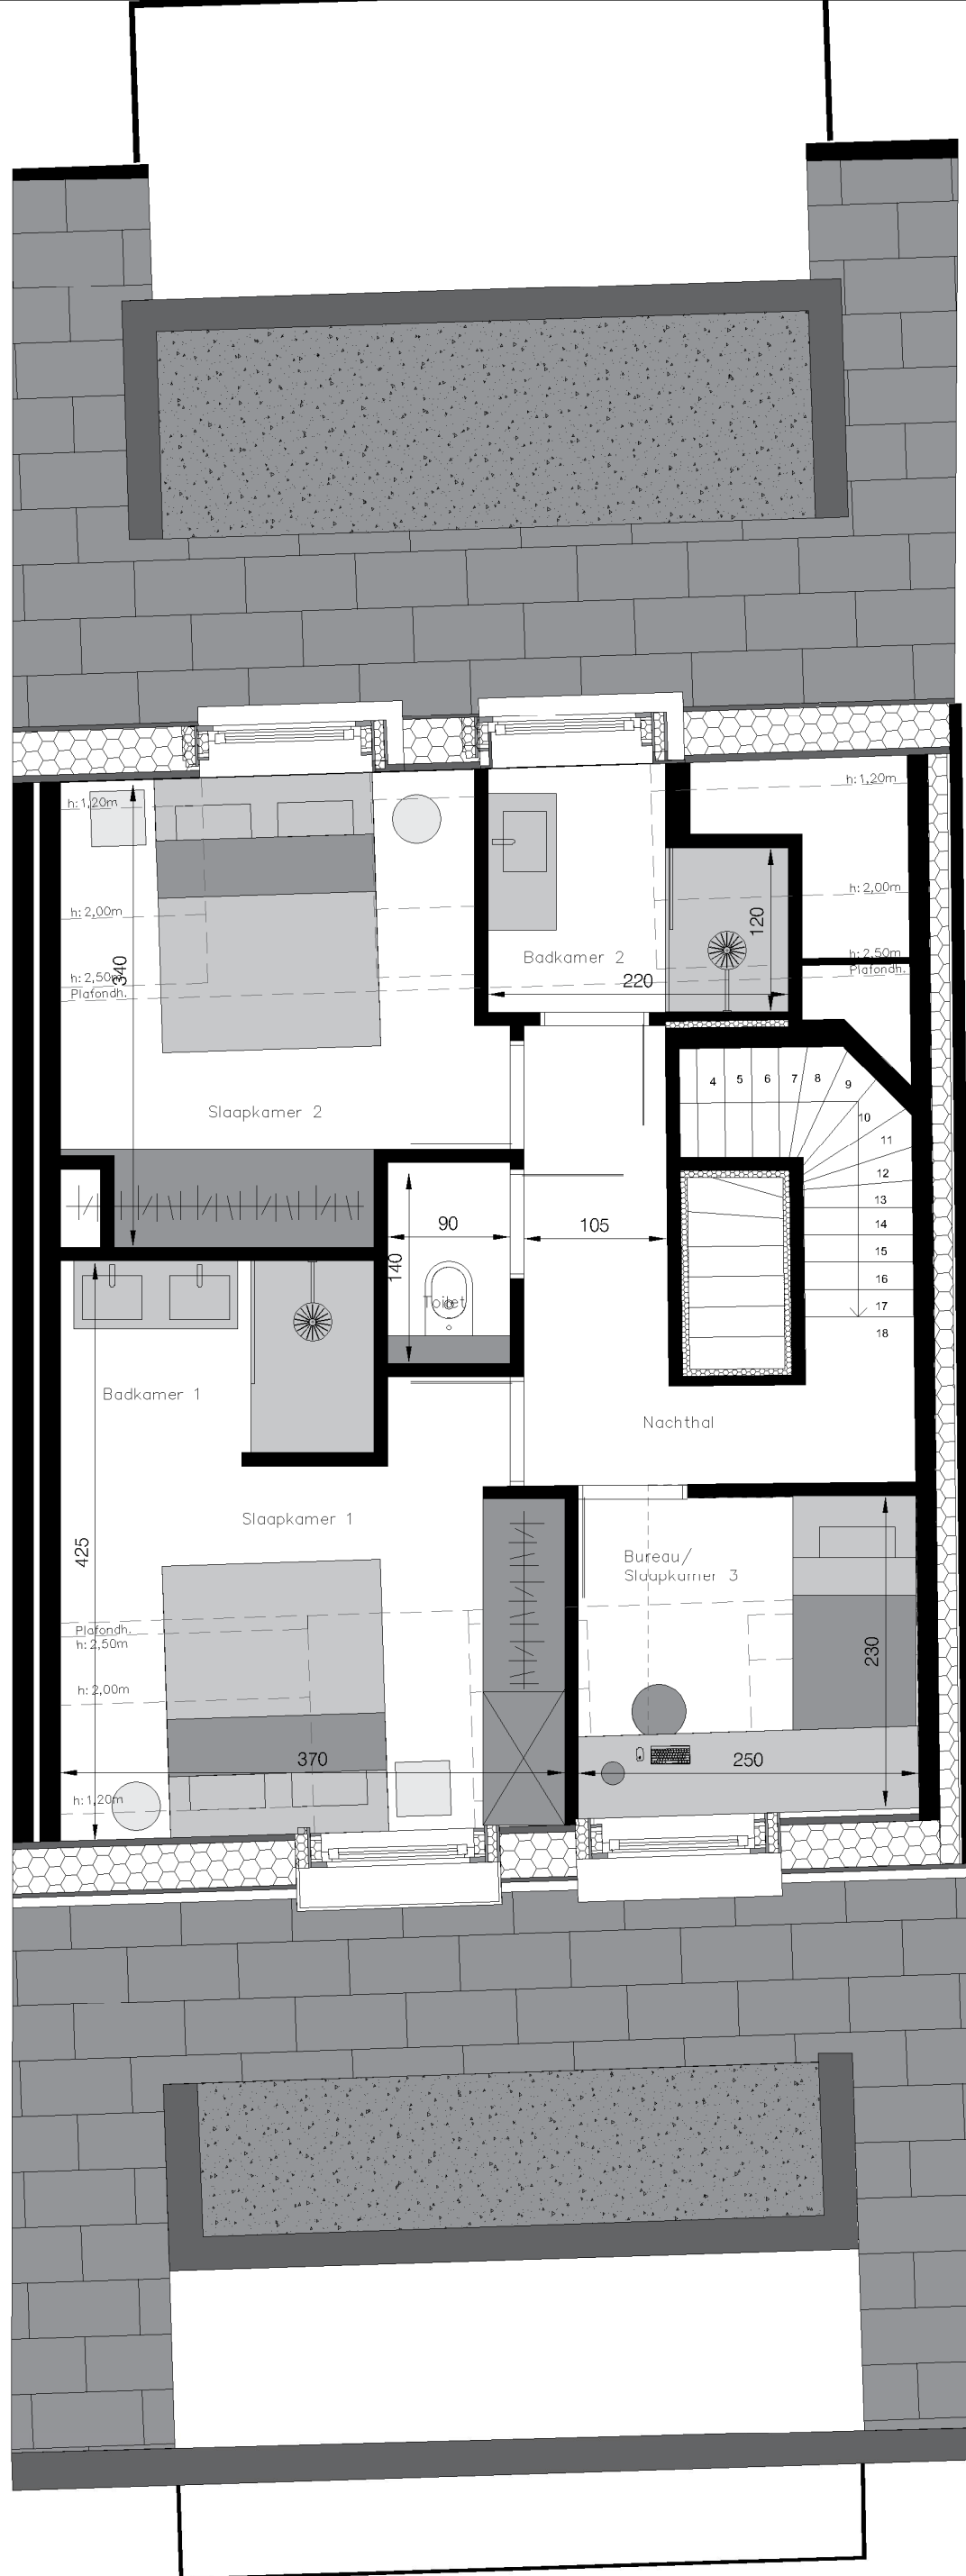 h: 1,20m
h: 1,20m
h: 2,00m
h: 2,00m
120
h: 2,50m
Plafondh.
Badkamer 2
h: 2,50m
Plafondh.
340
220
Slaapkamer 2
4
5
6
7
8
9
10
11
12
13
14
15
16
17
18
90
105
140
Toilet
Badkamer 1
Nachthal
Slaapkamer 1
425
Bureau/
Slaapkamer 3
Plafondh.
h: 2,50m
230
h: 2,00m
370
250
h: 1,20m